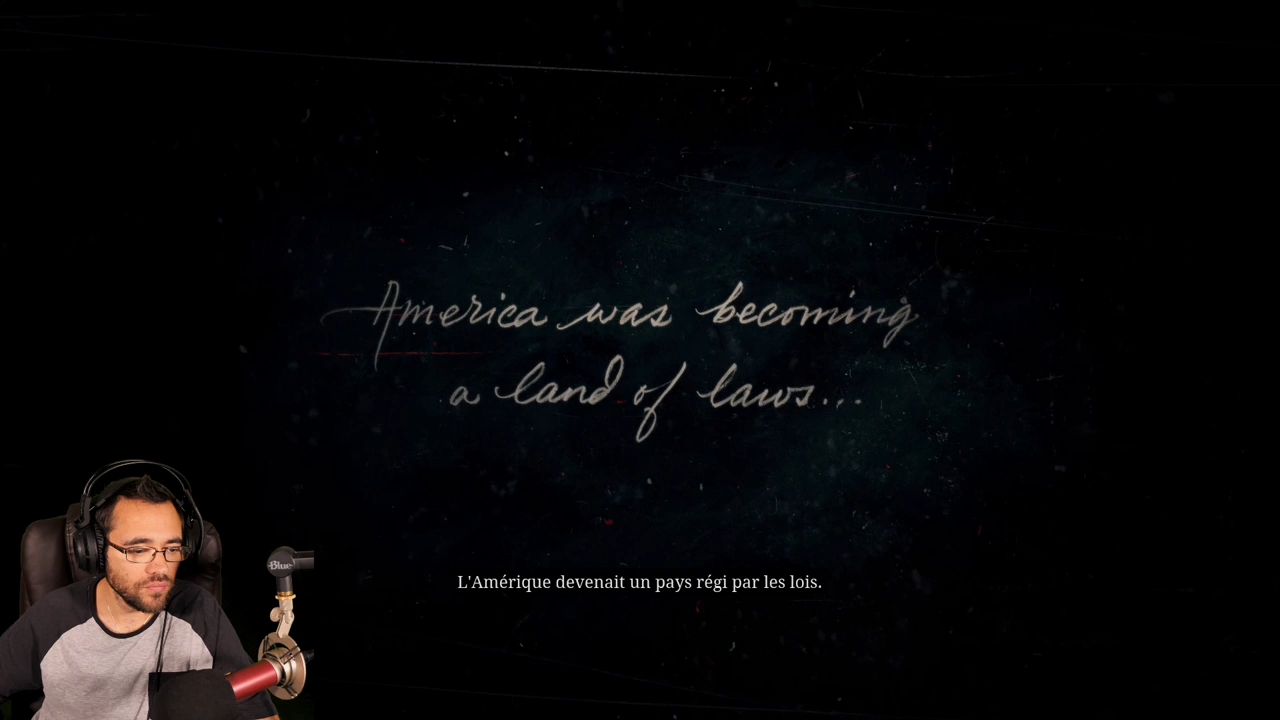 America was becoming
a land of laws...
L'Amérique devenait un pays régi par les lois.
Blue